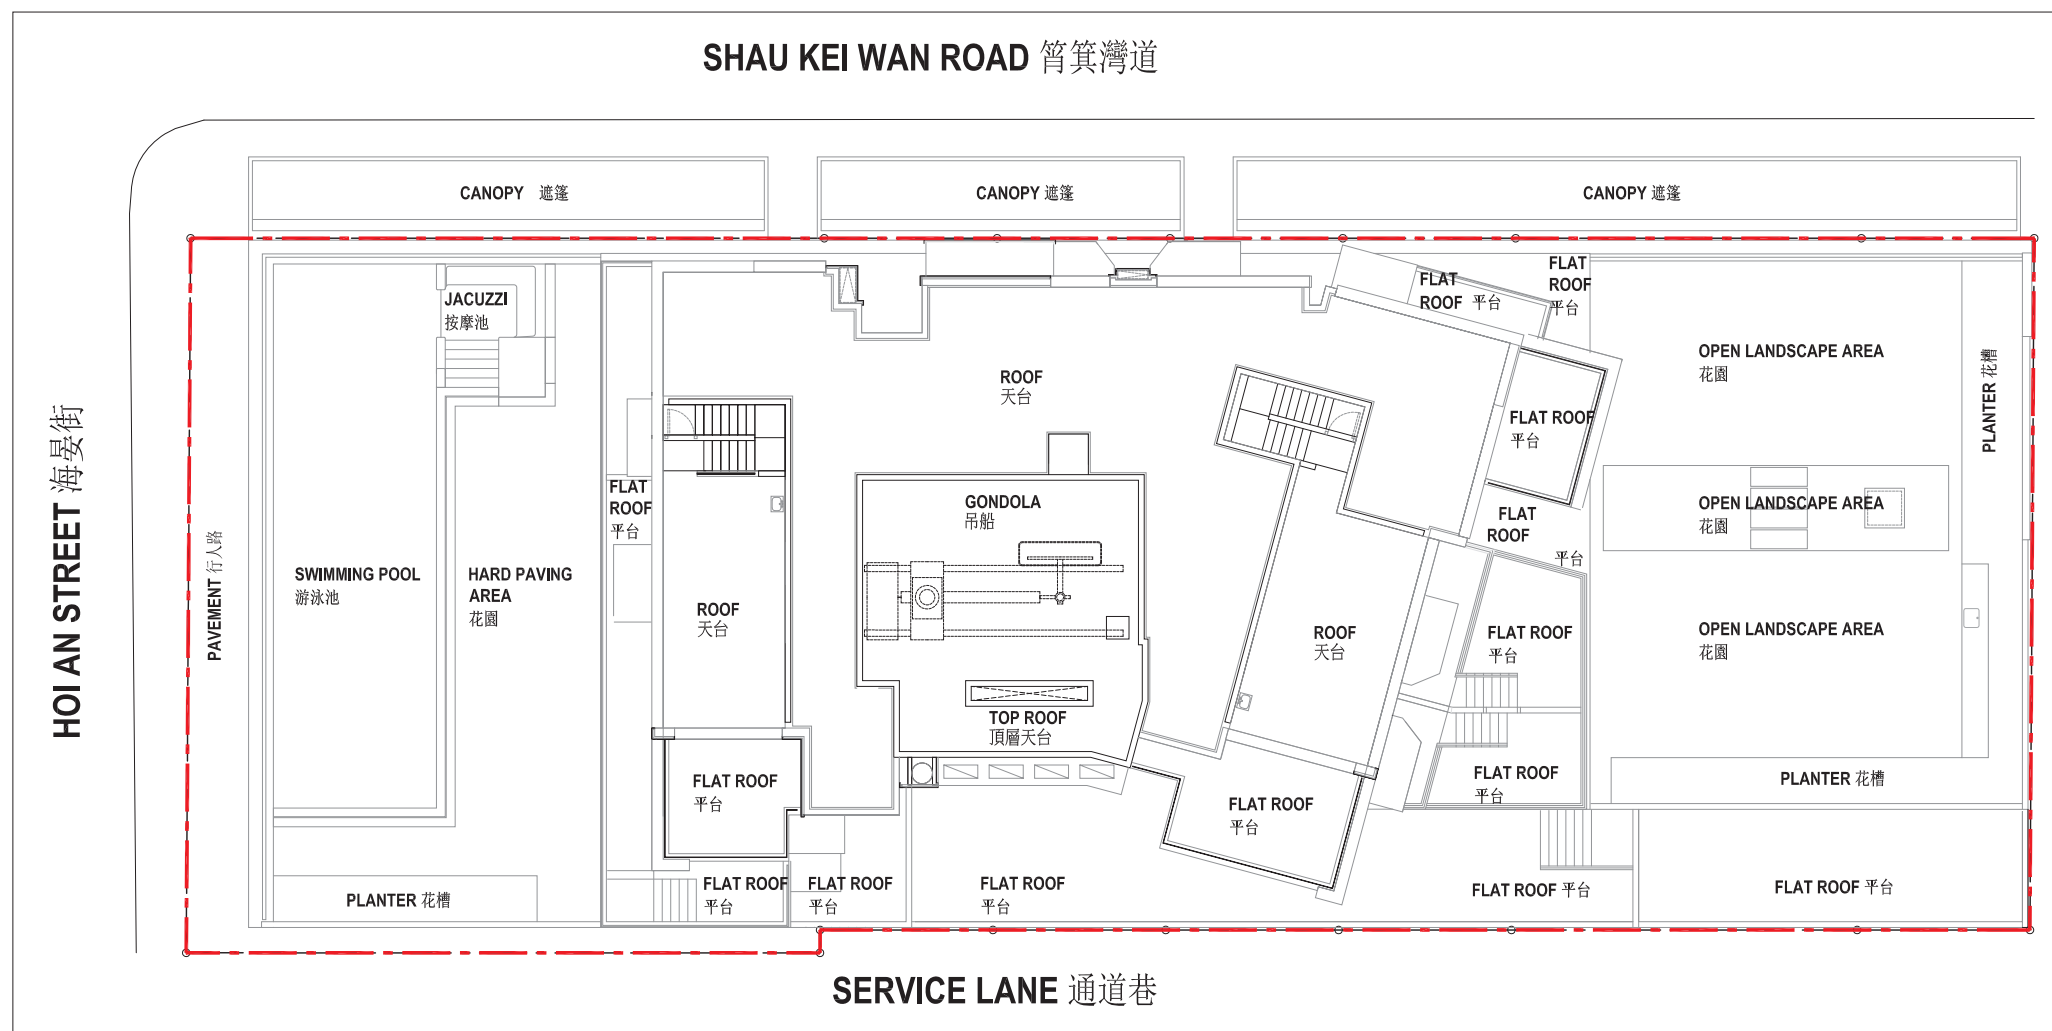 SHAU KEI WAN ROAD 筲箕灣道
CANOPY 遮篷
CANOPY 遮篷
CANOPY 遮篷
JACUZZI
按摩池
FLAT
ROOF 平台
FLAT
ROOF
平台
OPEN LANDSCAPE AREA
花園
PLANTER 花槽
ROOF
天台
FLAT ROOF
平台
HOI AN STREET 海晏街
PAVEMENT 行人路
SWIMMING POOL
游泳池
HARD PAVING
AREA
花園
FLAT
ROOF
平台
ROOF
天台
GONDOLA
吊船
TOP ROOF
頂層天台
ROOF
天台
FLAT
ROOF
平台
OPEN LANDSCAPE AREA
花園
FLAT ROOF
平台
OPEN LANDSCAPE AREA
花園
FLAT ROOF
平台
FLAT ROOF
平台
FLAT ROOF
平台
PLANTER 花槽
PLANTER 花槽
FLAT ROOF
平台
FLAT ROOF
平台
FLAT ROOF
平台
FLAT ROOF 平台
FLAT ROOF 平台
SERVICE LANE 通道巷